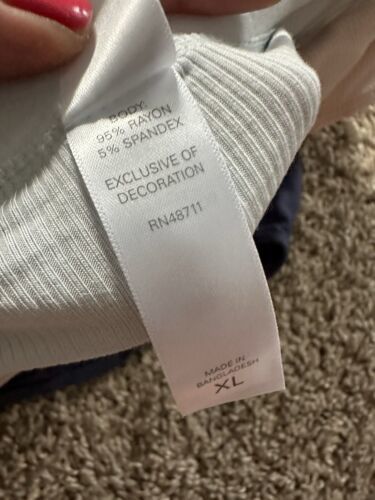 BODY:
95% RAYON
5% SPANDEX
EXCLUSIVE OF
DECORATION
RN48711
MADE IN
BANGLADESH
XL